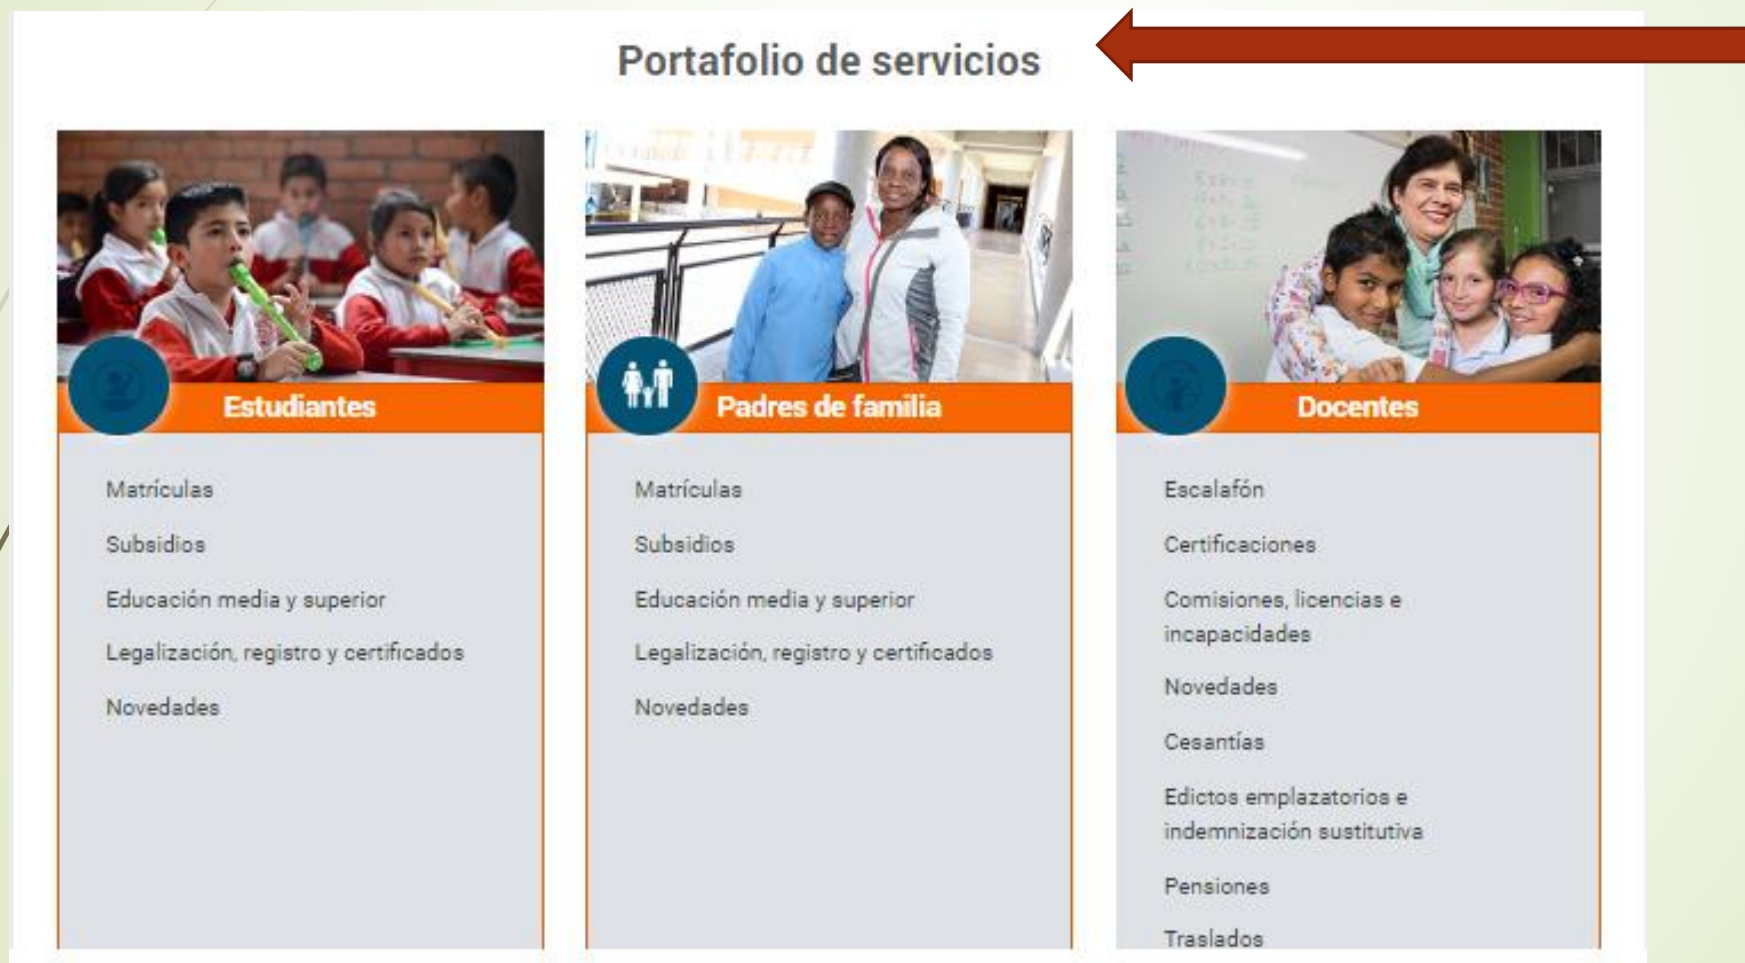 Portafolio de servicios
Estudiantes
Matrículas
Subsidios
Educación media y superior
Legalización, registro y certificados
Novedades
Padres de familia
Matrículas
Subsidios
Educación media y superior
Legalización, registro y certificados
Novedades
Docentes
Escalafón
Certificaciones
Comisiones, licencias e
incapacidades
Novedades
Cesantías
Edictos emplazatorios e
indemnización sustitutiva
Pensiones
Traslados